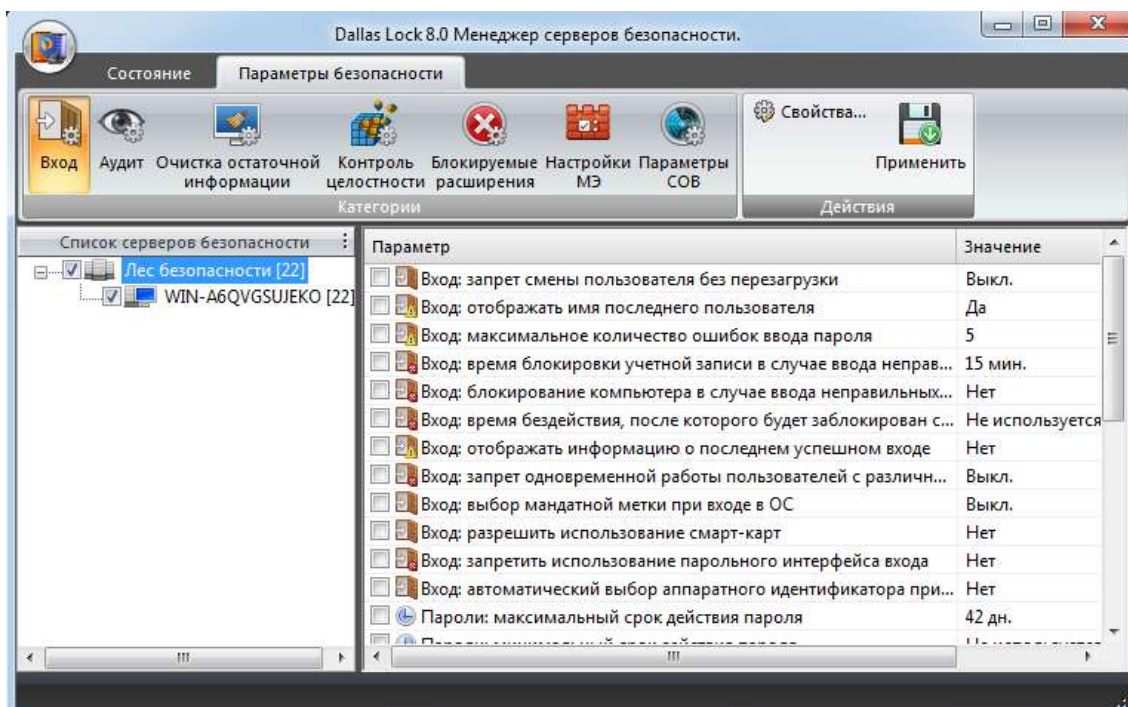 Dallas Lock 8.0 Менеджер серверов безопасности.
Состояние
Параметры безопасности
Вход
Аудит
Очистка остаточной информации
Контроль целостности
Блокируемые расширения
Настройки МЭ
Параметры СОВ
Категории
Свойства...
Применить
Действия
Список серверов безопасности
Лес безопасности [22]
WIN-A6QVGSUJEKO [22]
Параметр Значение
Вход: запрет смены пользователя без перезагрузки Выкл.
Вход: отображать имя последнего пользователя Да
Вход: максимальное количество ошибок ввода пароля 5
Вход: время блокировки учетной записи в случае ввода неправ... 15 мин.
Вход: блокирование компьютера в случае ввода неправильных... Нет
Вход: время бездействия, после которого будет заблокирован с... Не используется
Вход: отображать информацию о последнем успешном входе Нет
Вход: запрет одновременной работы пользователей с различн... Выкл.
Вход: выбор мандатной метки при входе в ОС Выкл.
Вход: разрешить использование смарт-карт Нет
Вход: запретить использование парольного интерфейса входа Нет
Вход: автоматический выбор аппаратного идентификатора при... Нет
Пароли: максимальный срок действия пароля 42 дн.